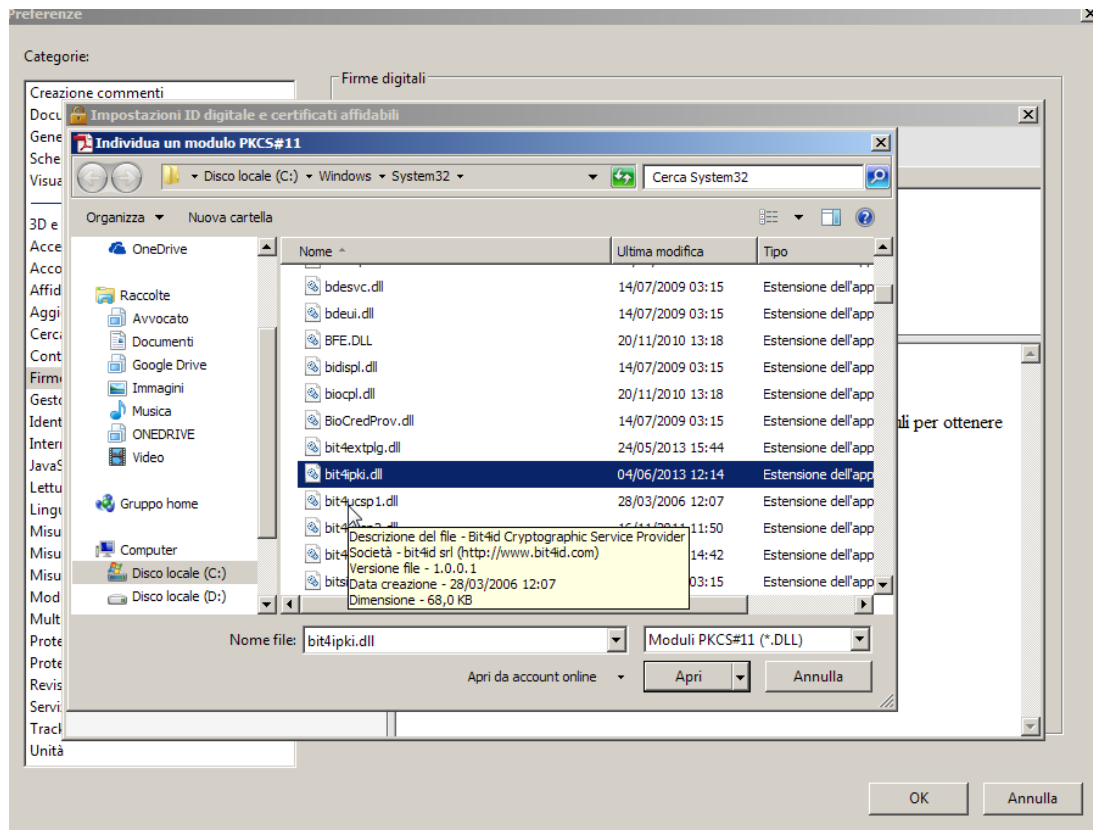 Preferenze
Categorie:
Firme digitali
Creazione commenti
Docu
Impostazioni ID digitale e certificati affidabili
Gene
Individua un modulo PKCS#11
Sche
Visua
Disco locale (C:) Windows System32
Cerca System32
Organizza
Nuova cartella
3D e
Acce
Acco
Affid
Aggi
Cerca
Cont
Firme
Gesto
Ident
Intern
JavaS
Lettu
Lingu
Misu
Misu
Misu
Mod
Mult
Prote
Prote
Revis
Serviz
Track
Unità
OneDrive
Raccolte
Avvocato
Documenti
Google Drive
Immagini
Musica
ONEDRIVE
Video
Gruppo home
Computer
Disco locale (C:)
Disco locale (D:)
Nome Ultima modifica Tipo
bdesvc.dll 14/07/2009 03:15 Estensione dell'app
bdeui.dll 14/07/2009 03:15 Estensione dell'app
BFE.DLL 20/11/2010 13:18 Estensione dell'app
bidispl.dll 14/07/2009 03:15 Estensione dell'app
biocpl.dll 20/11/2010 13:18 Estensione dell'app
BioCredProv.dll 14/07/2009 03:15 Estensione dell'app
bit4extplg.dll 24/05/2013 15:44 Estensione dell'app
bit4ipki.dll 04/06/2013 12:14 Estensione dell'app
bit4ucsp1.dll 28/03/2006 12:07 Estensione dell'app
11:50 Estensione dell'app
bit4 14:42 Estensione dell'app
bitsi 03:15 Estensione dell'app
Descrizione del file - Bit4id Cryptographic Service Provider
Società - bit4id srl (http://www.bit4id.com)
Versione file - 1.0.0.1
Data creazione - 28/03/2006 12:07
Dimensione - 68,0 KB
per ottenere
Nome file: bit4ipki.dll
Moduli PKCS#11 (*.DLL)
Apri da account online
Apri
Annulla
OK
Annulla